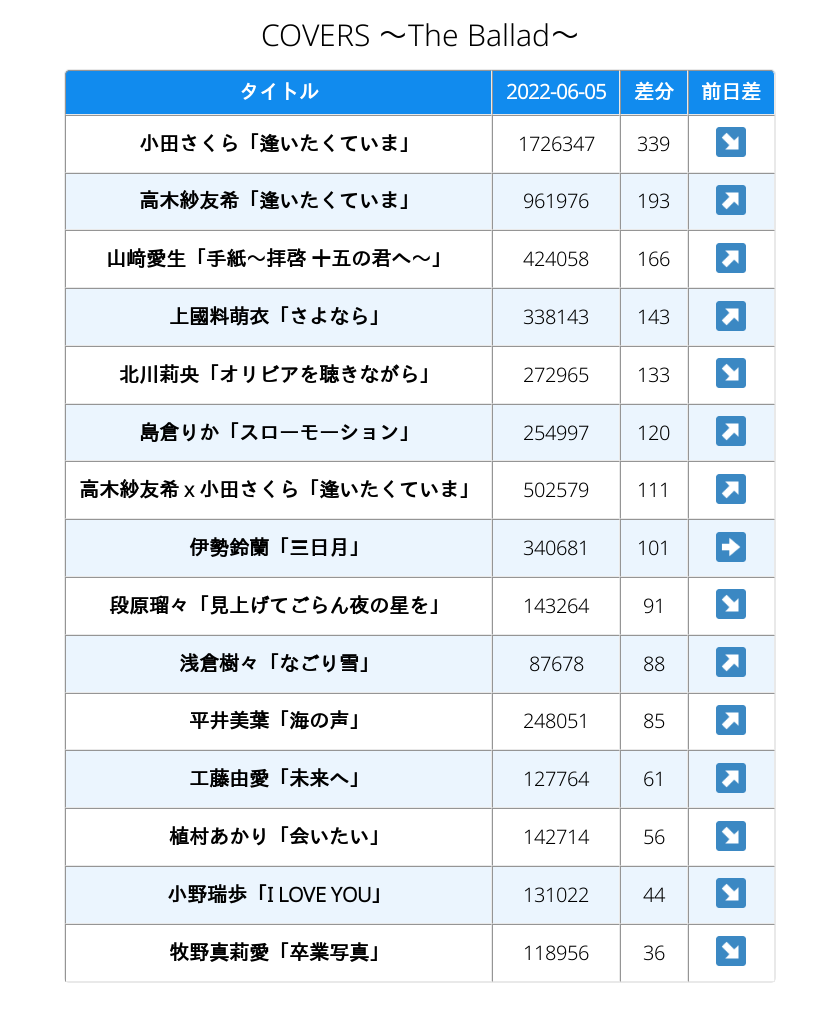 COVERS ～The Ballad～
タイトル 2022-06-05 差分 前日差
小田さくら「逢いたくていま」 1726347 339 ↘
高木紗友希「逢いたくていま」 961976 193 ↗
山﨑愛生「手紙～拝啓 十五の君へ～」 424058 166 ↗
上國料萌衣「さよなら」 338143 143 ↗
北川莉央「オリビアを聴きながら」 272965 133 ↘
島倉りか「スローモーション」 254997 120 ↗
高木紗友希 x 小田さくら「逢いたくていま」 502579 111 ↗
伊勢鈴蘭「三日月」 340681 101 ➡
段原瑠々「見上げてごらん夜の星を」 143264 91 ↘
浅倉樹々「なごり雪」 87678 88 ↗
平井美葉「海の声」 248051 85 ↗
工藤由愛「未来へ」 127764 61 ↗
植村あかり「会いたい」 142714 56 ↘
小野瑞歩「I LOVE YOU」 131022 44 ↘
牧野真莉愛「卒業写真」 118956 36 ↘